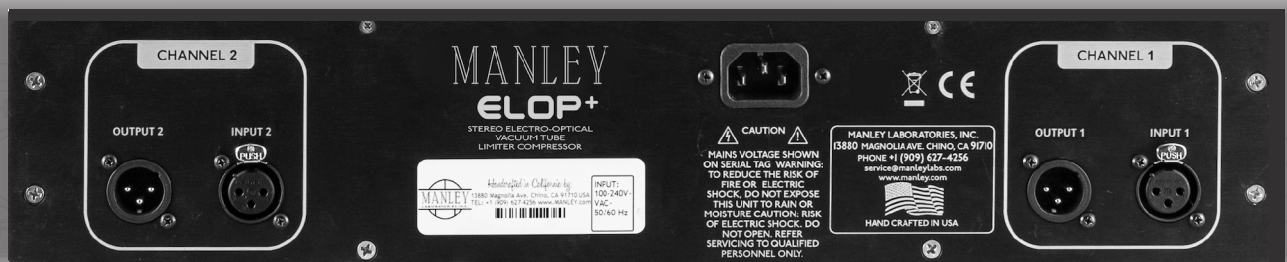 CHANNEL 2
OUTPUT 2
INPUT 2
PUSH
MANLEY
ELOP+
STEREO ELECTRO-OPTICAL
VACUUM TUBE
LIMITER COMPRESSOR
MANLEY
Handcrafted in California by:
13880 Magnolia Ave. Chino, CA 91710 USA
TEL: +1 (909) 627-4256 www.MANLEY.com
INPUT:
100-240V~
VAC~
50/60 Hz
CAUTION
MAINS VOLTAGE SHOWN
ON SERIAL TAG WARNING:
TO REDUCE THE RISK OF
FIRE OR ELECTRIC
SHOCK, DO NOT EXPOSE
THIS UNIT TO RAIN OR
MOISTURE CAUTION: RISK
OF ELECTRIC SHOCK. DO
NOT OPEN. REFER
SERVICING TO QUALIFIED
PERSONNEL ONLY.
CE
MANLEY LABORATORIES, INC.
13880 MAGNOLIA AVE. CHINO, CA 91710
PHONE +1 (909) 627-4256
service@manleylabs.com
www.manley.com
HAND CRAFTED IN USA
CHANNEL 1
OUTPUT 1
INPUT 1
PUSH